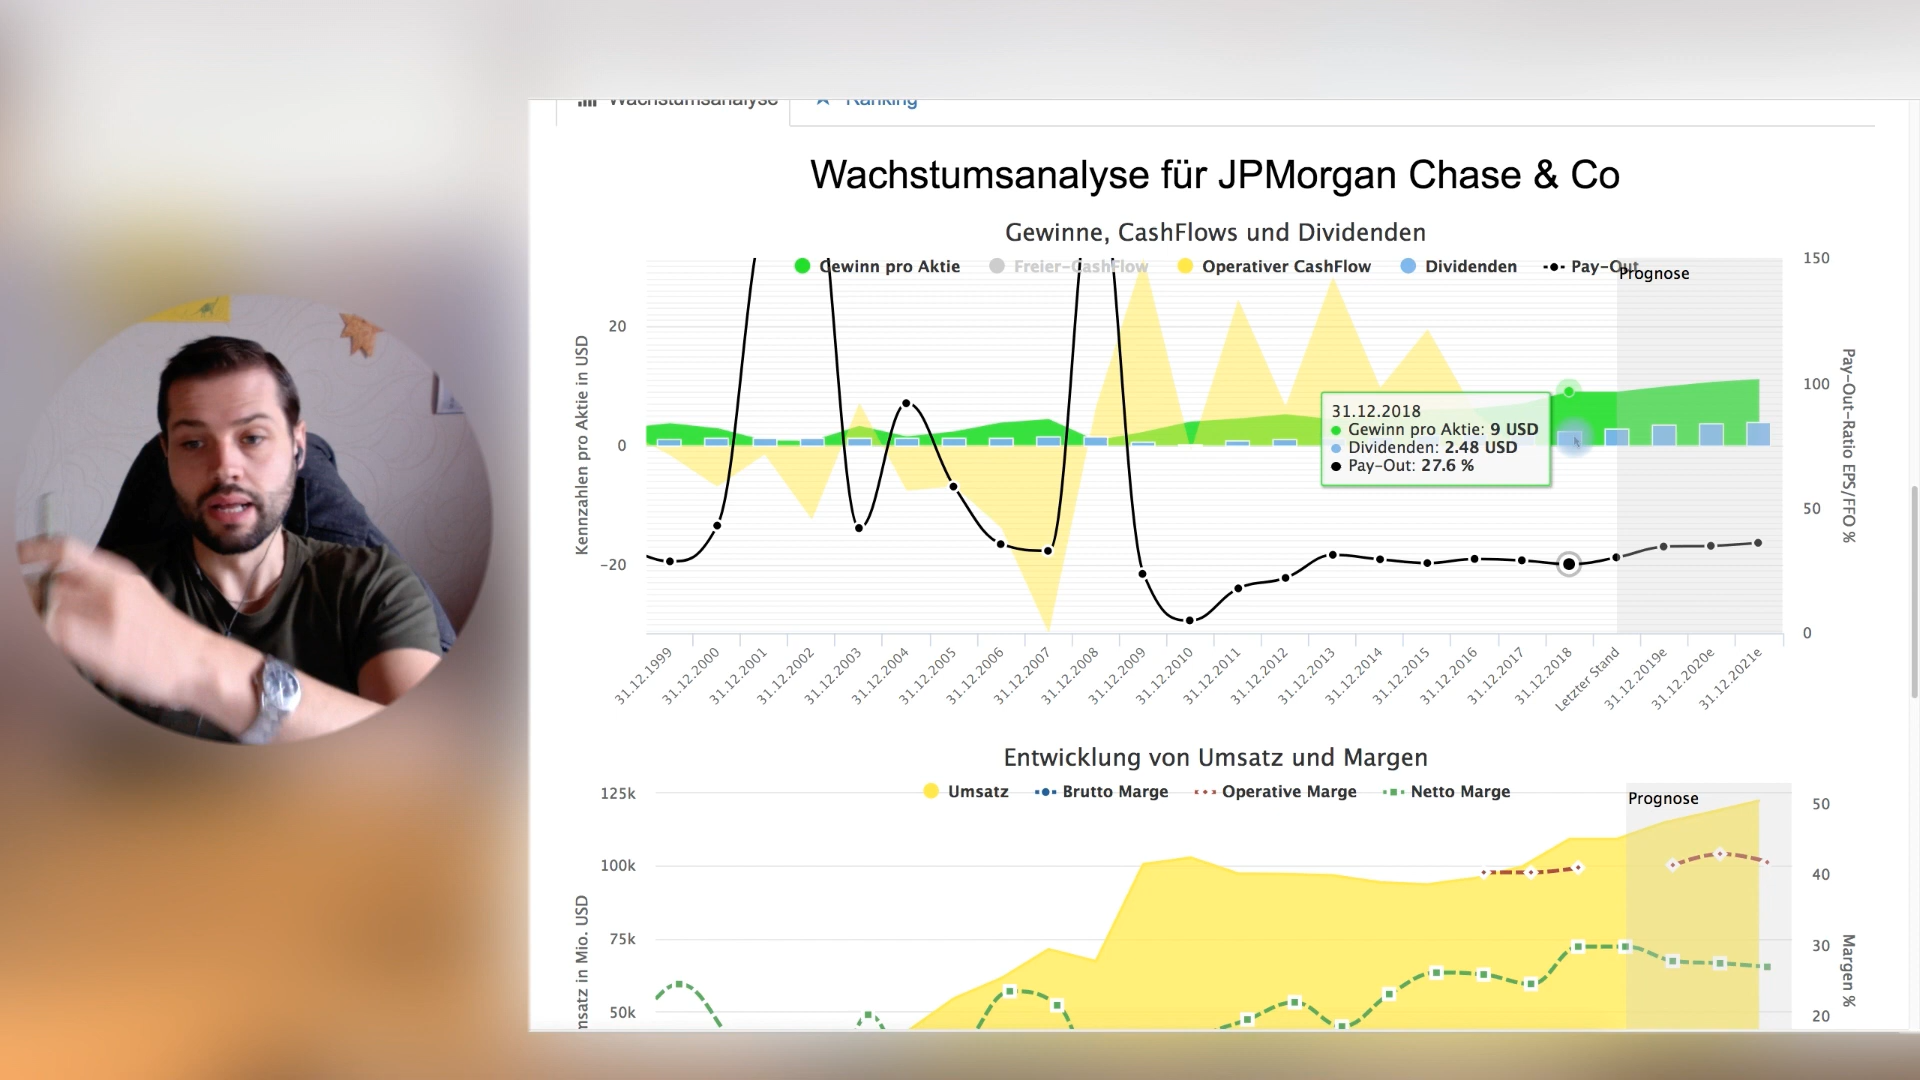 Wachstumsanalyse
Ranking
Wachstumsanalyse für JPMorgan Chase & Co
Gewinne, CashFlows und Dividenden
Gewinn pro Aktie
Freier-CashFlow
Operativer CashFlow
Dividenden
Pay-Out
Prognose
Kennzahlen pro Aktie in USD
20
0
-20
150
100
50
0
Pay-Out-Ratio EPS/FFO %
31.12.2018
Gewinn pro Aktie: 9 USD
Dividenden: 2.48 USD
Pay-Out: 27.6 %
31.12.1999
31.12.2000
31.12.2001
31.12.2002
31.12.2003
31.12.2004
31.12.2005
31.12.2006
31.12.2007
31.12.2008
31.12.2009
31.12.2010
31.12.2011
31.12.2012
31.12.2013
31.12.2014
31.12.2015
31.12.2016
31.12.2017
31.12.2018
Letzter Stand
31.12.2019e
31.12.2020e
31.12.2021e
Entwicklung von Umsatz und Margen
Umsatz
Brutto Marge
Operative Marge
Netto Marge
Prognose
125k
100k
75k
50k
msatz in Mio. USD
50
40
30
20
Margen %